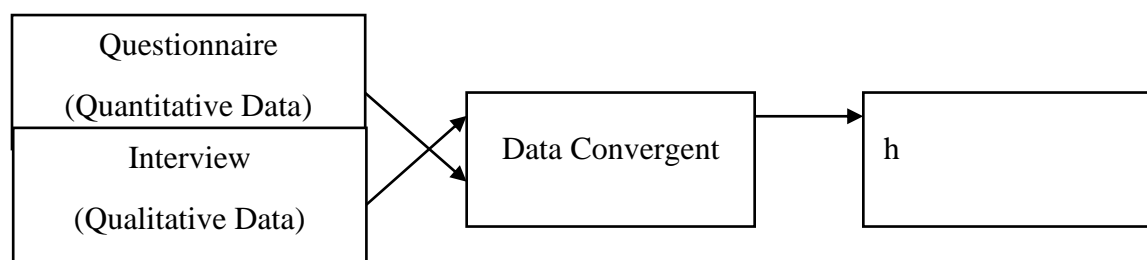 Questionnaire
(Quantitative Data)
Interview
(Qualitative Data)
Data Convergent
h